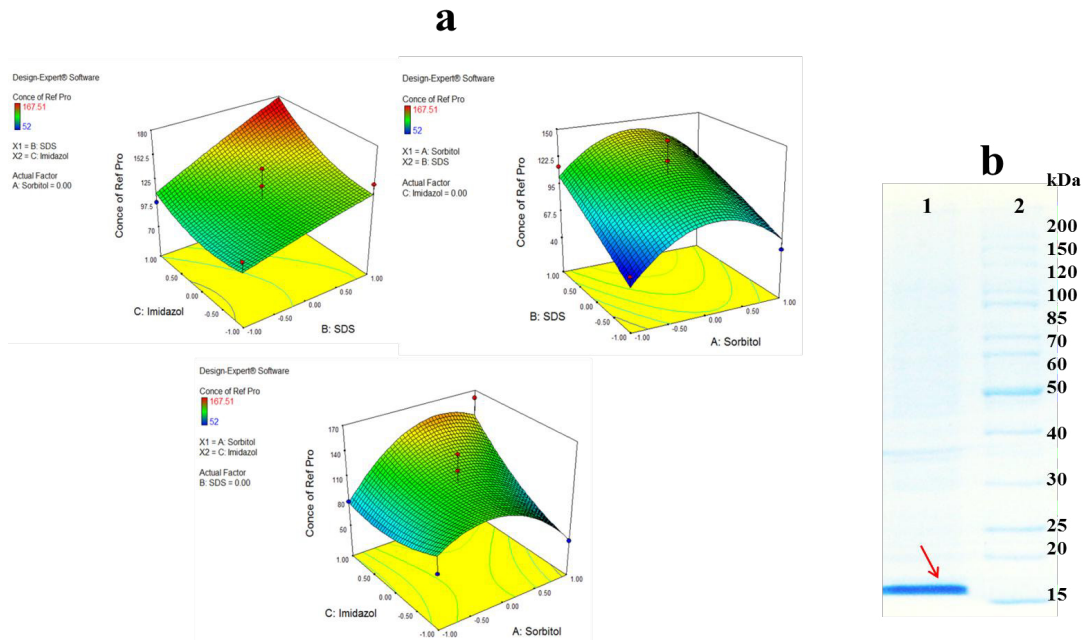 a
Design-Expert® Software
Conce of Ref Pro
167.51
52
X1 = B: SDS
X2 = C: Imidazol
Actual Factor
A: Sorbitol = 0.00
Conce of Ref Pro
180
152.5
125
97.5
70
1.00
0.50
0.00
-0.50
-1.00
C: Imidazol
-1.00
-0.50
0.00
0.50
1.00
B: SDS
Design-Expert® Software
Conce of Ref Pro
167.51
52
X1 = A: Sorbitol
X2 = B: SDS
Actual Factor
C: Imidazol = 0.00
Conce of Ref Pro
150
122.5
95
67.5
40
1.00
0.50
0.00
-0.50
-1.00
B: SDS
-1.00
-0.50
0.00
0.50
1.00
A: Sorbitol
Design-Expert® Software
Conce of Ref Pro
167.51
52
X1 = A: Sorbitol
X2 = C: Imidazol
Actual Factor
B: SDS = 0.00
Conce of Ref Pro
170
140
110
80
50
1.00
0.50
0.00
-0.50
-1.00
C: Imidazol
-1.00
-0.50
0.00
0.50
1.00
A: Sorbitol
b
kDa
1
2
200
150
120
100
85
70
60
50
40
30
25
20
15